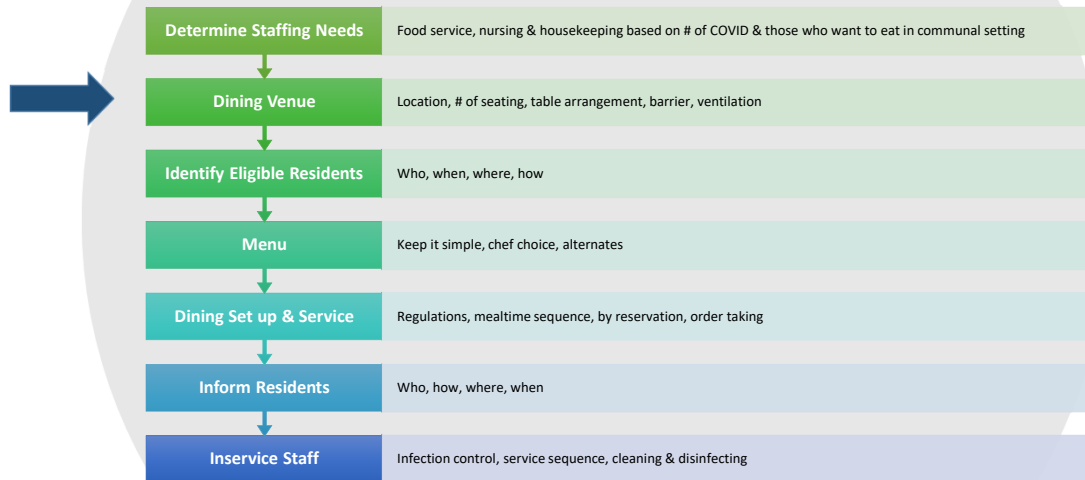 Determine Staffing Needs
Food service, nursing & housekeeping based on # of COVID & those who want to eat in communal setting
Dining Venue
Location, # of seating, table arrangement, barrier, ventilation
Identify Eligible Residents
Who, when, where, how
Menu
Keep it simple, chef choice, alternates
Dining Set up & Service
Regulations, mealtime sequence, by reservation, order taking
Inform Residents
Who, how, where, when
Inservice Staff
Infection control, service sequence, cleaning & disinfecting